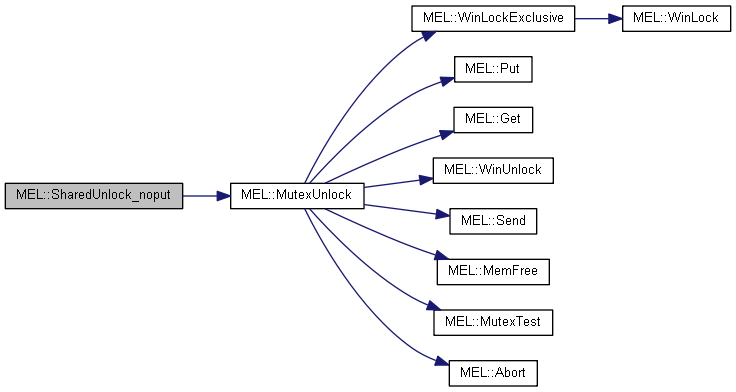 MEL::WinLockExclusive
MEL::WinLock
MEL::Put
MEL::Get
MEL::WinUnlock
MEL::SharedUnlock_noput
MEL::MutexUnlock
MEL::Send
MEL::MemFree
MEL::MutexTest
MEL::Abort